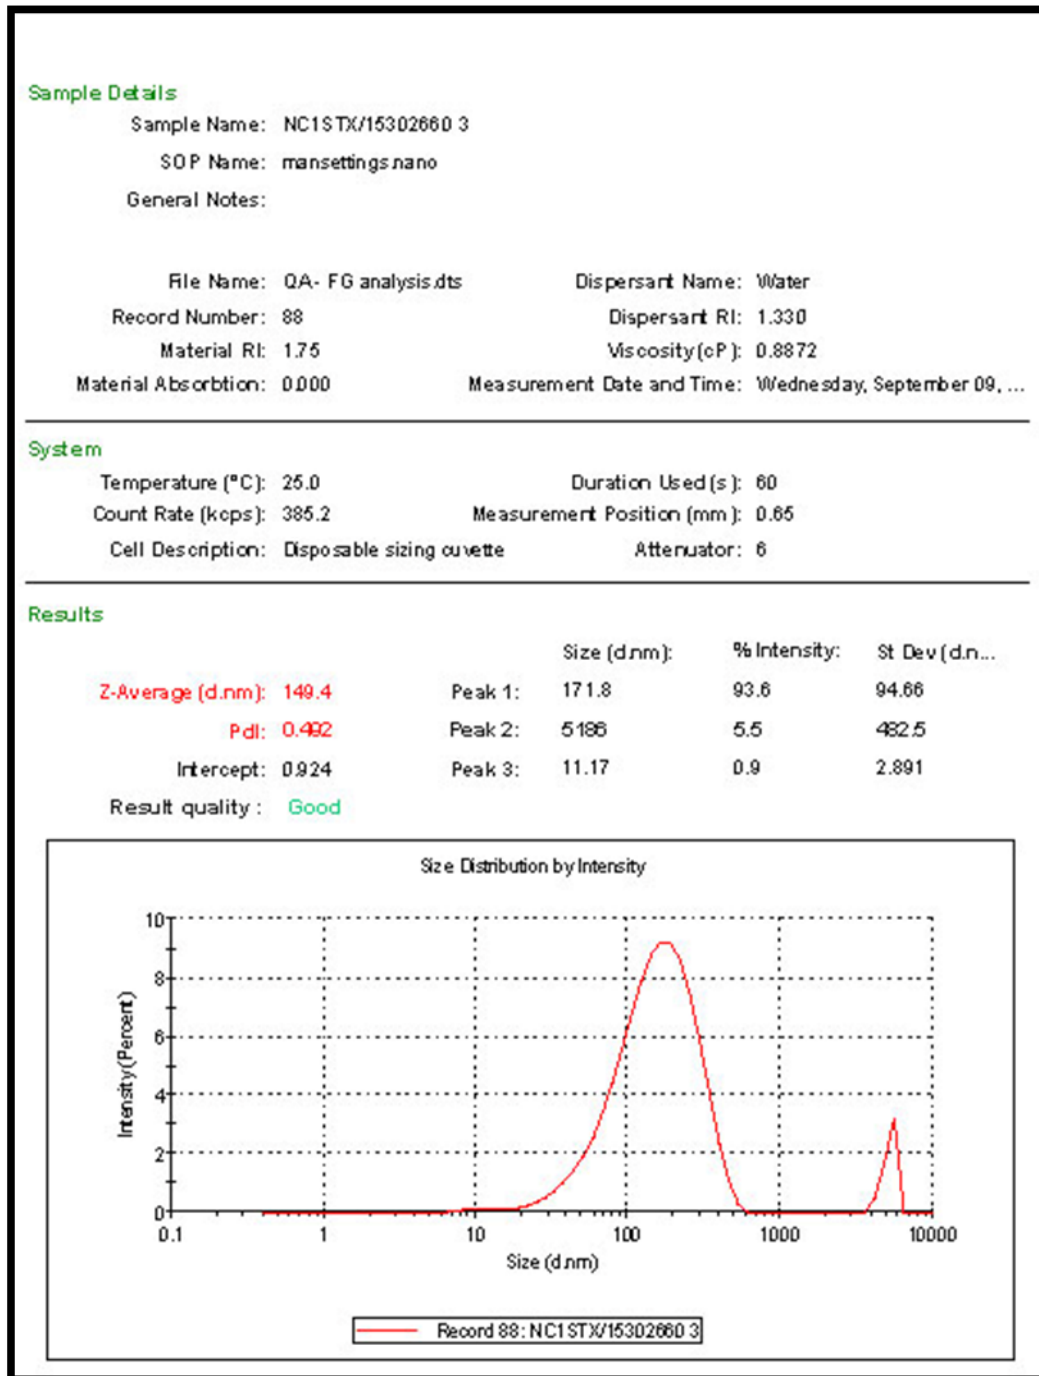 Sample Details
Sample Name: NC1STX/15302660 3
SOP Name: mansettings.nano
General Notes:
File Name: QA- FG analysis.dts Dispersant Name: Water
Record Number: 88 Dispersant RI: 1.330
Material RI: 1.75 Viscosity (cP): 0.8872
Material Absorbtion: 0.000 Measurement Date and Time: Wednesday, September 09, ...
System
Temperature (°C): 25.0 Duration Used (s): 60
Count Rate (kcps): 385.2 Measurement Position (mm): 0.65
Cell Description: Disposable sizing cuvette Attenuator: 6
Results
Size (d.nm): % Intensity: St Dev (d.n...
Z-Average (d.nm): 149.4 Peak 1: 171.8 93.6 94.66
PdI: 0.492 Peak 2: 5186 5.5 482.5
Intercept: 0.924 Peak 3: 11.17 0.9 2.891
Result quality : Good
Size Distribution by Intensity
Intensity (Percent)
10
8
6
4
2
0
0.1 1 10 100 1000 10000
Size (d.nm)
Record 88: NC1STX/15302660 3